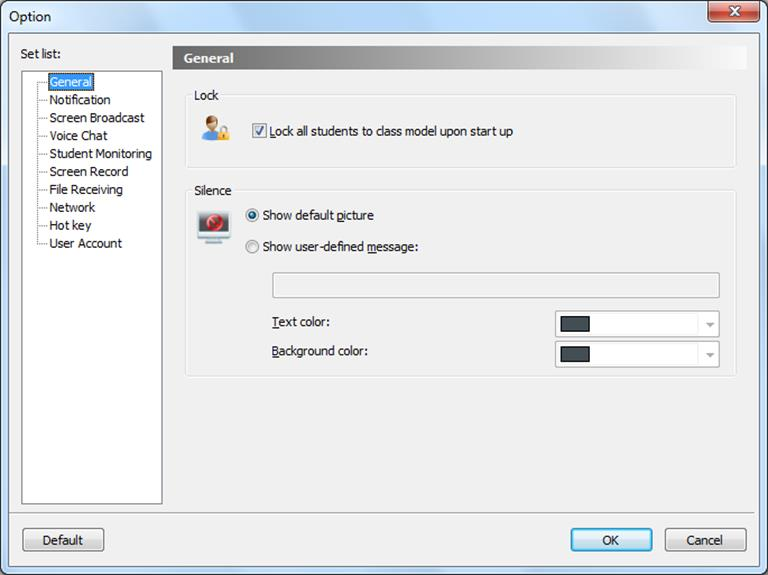 Option
Set list:
General
Notification
Screen Broadcast
Voice Chat
Student Monitoring
Screen Record
File Receiving
Network
Hot key
User Account
General
Lock
Lock all students to class model upon start up
Silence
Show default picture
Show user-defined message:
Text color:
Background color:
Default
OK
Cancel